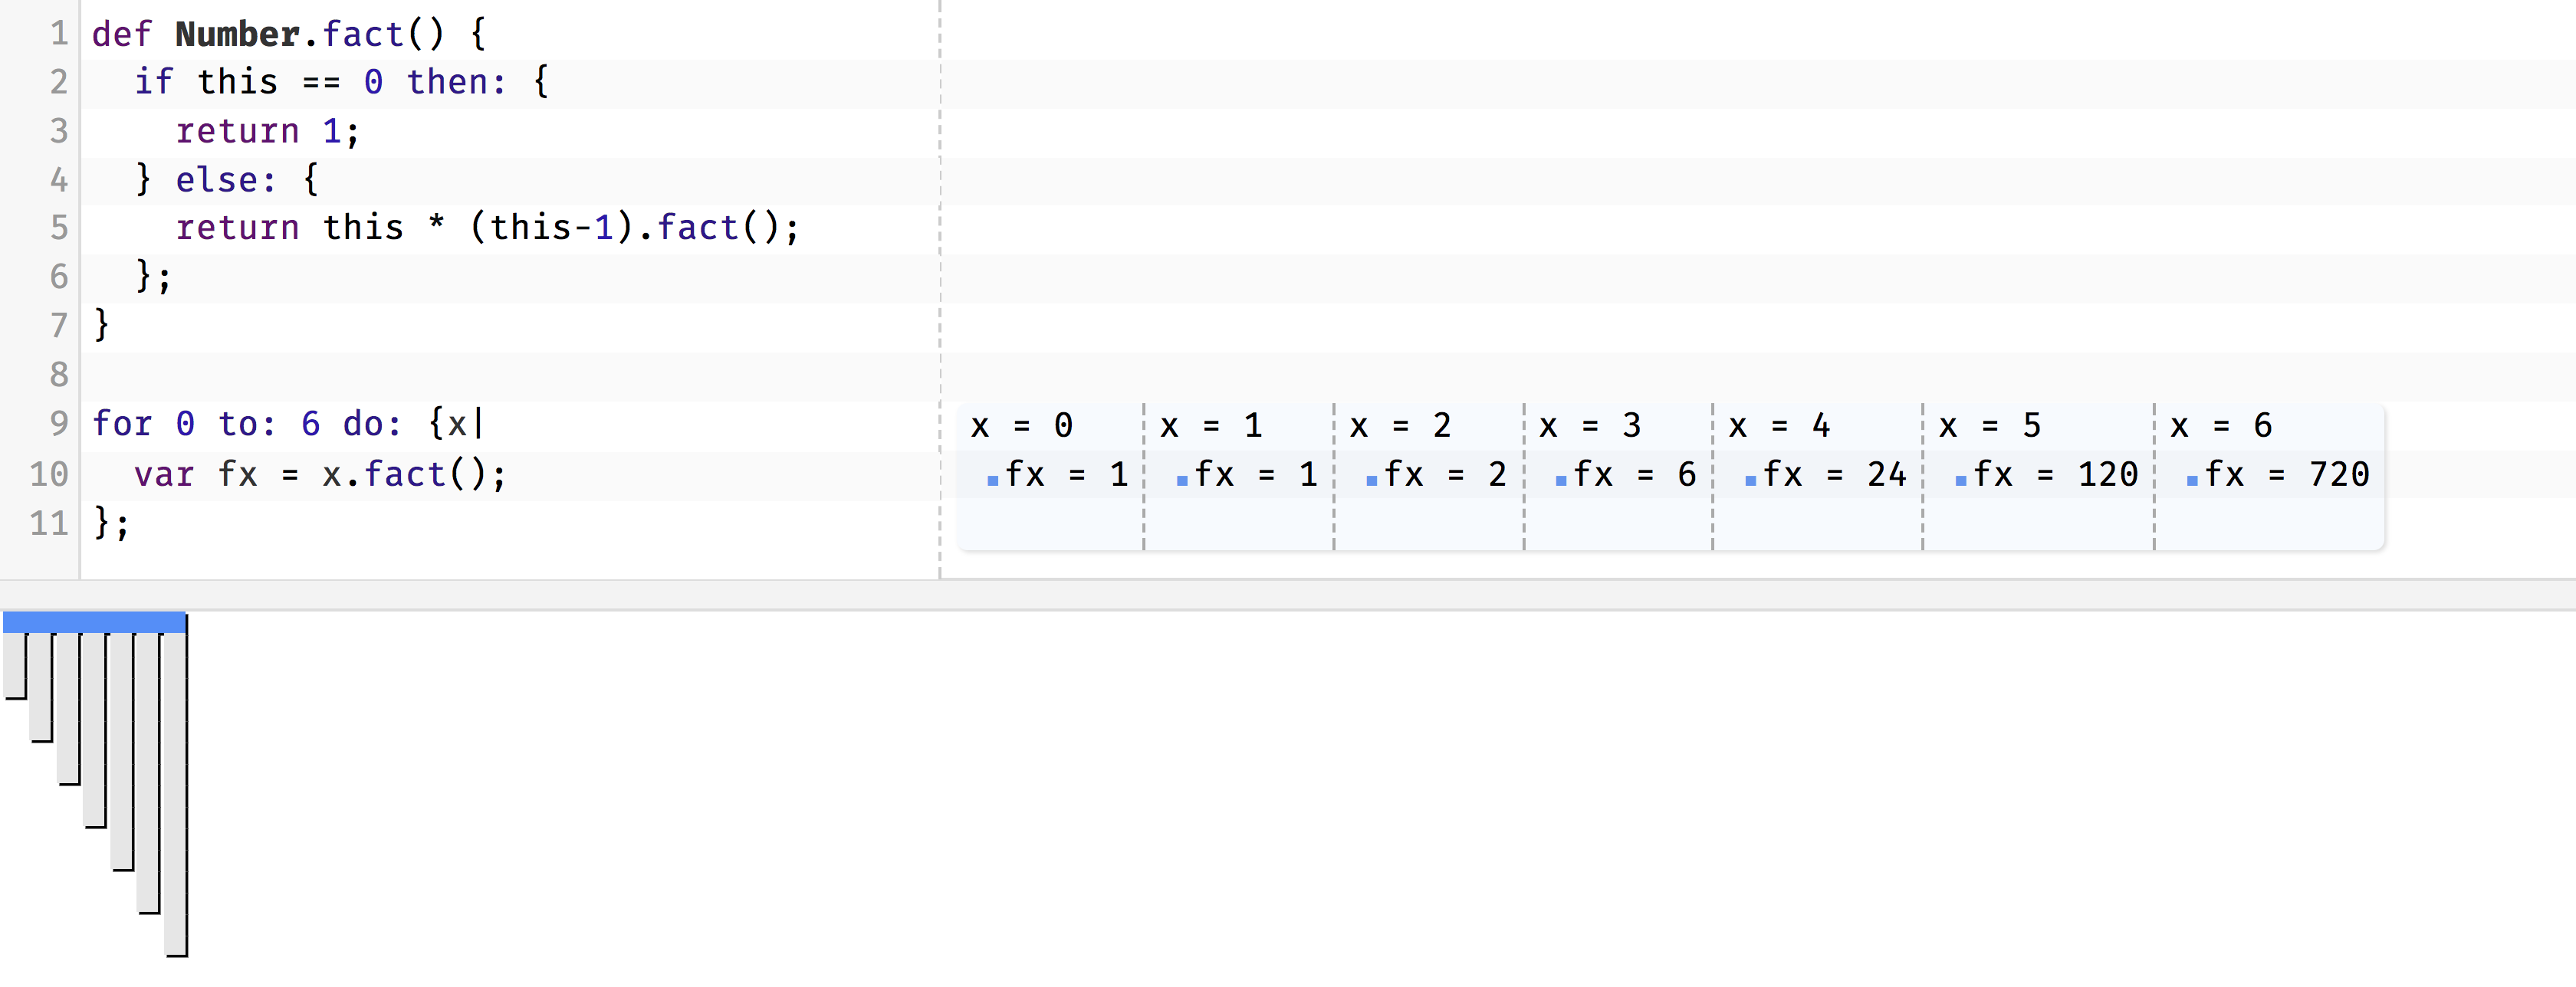 1 def Number.fact() {
2   if this == 0 then: {
3     return 1;
4   } else: {
5     return this * (this-1).fact();
6   };
7 }
8
9 for 0 to: 6 do: {x| x = 0 x = 1 x = 2 x = 3 x = 4 x = 5 x = 6
10   var fx = x.fact(); fx = 1 fx = 1 fx = 2 fx = 6 fx = 24 fx = 120 fx = 720
11 };